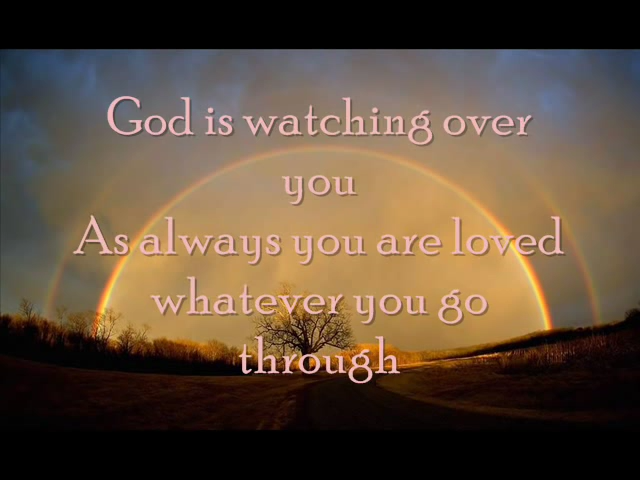 God is watching over
you
As always you are loved
whatever you go
through